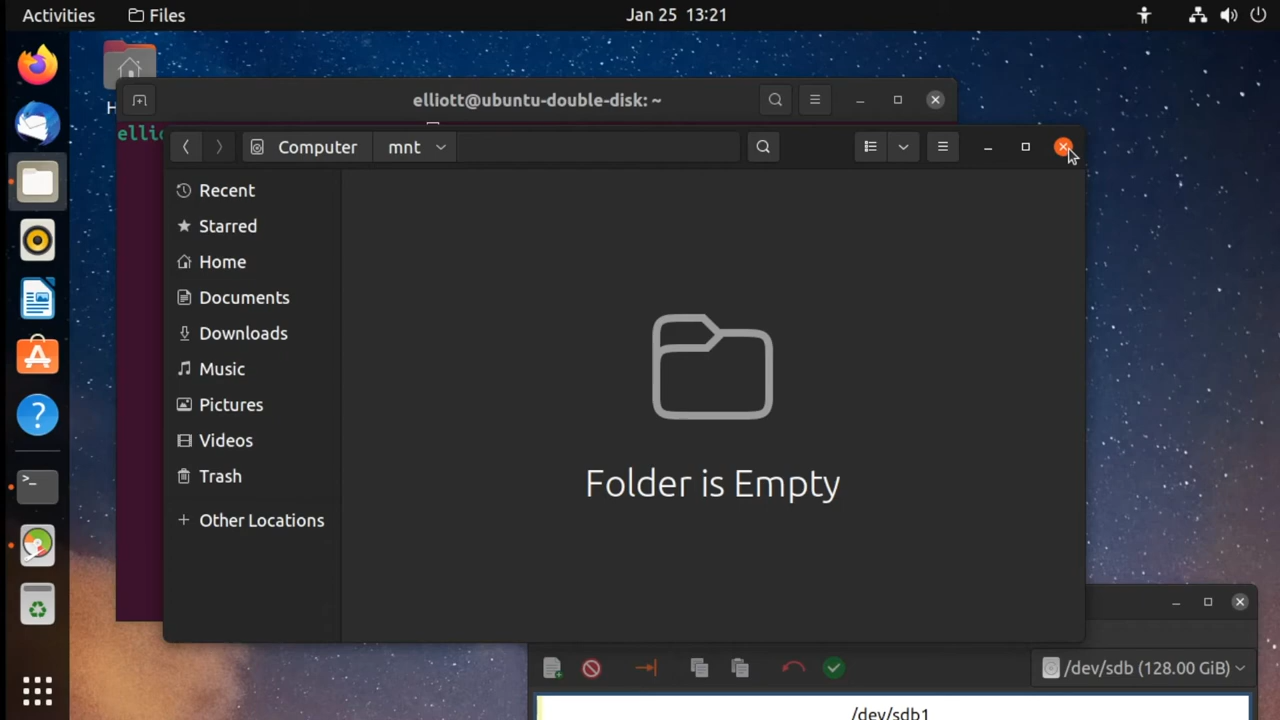 Activities
Files
Jan 25 13:21
elliott@ubuntu-double-disk: ~
Computer
mnt
Recent
Starred
Home
Documents
Downloads
Music
Pictures
Videos
Trash
Other Locations
Folder is Empty
/dev/sdb (128.00 GiB)
/dev/sdb1